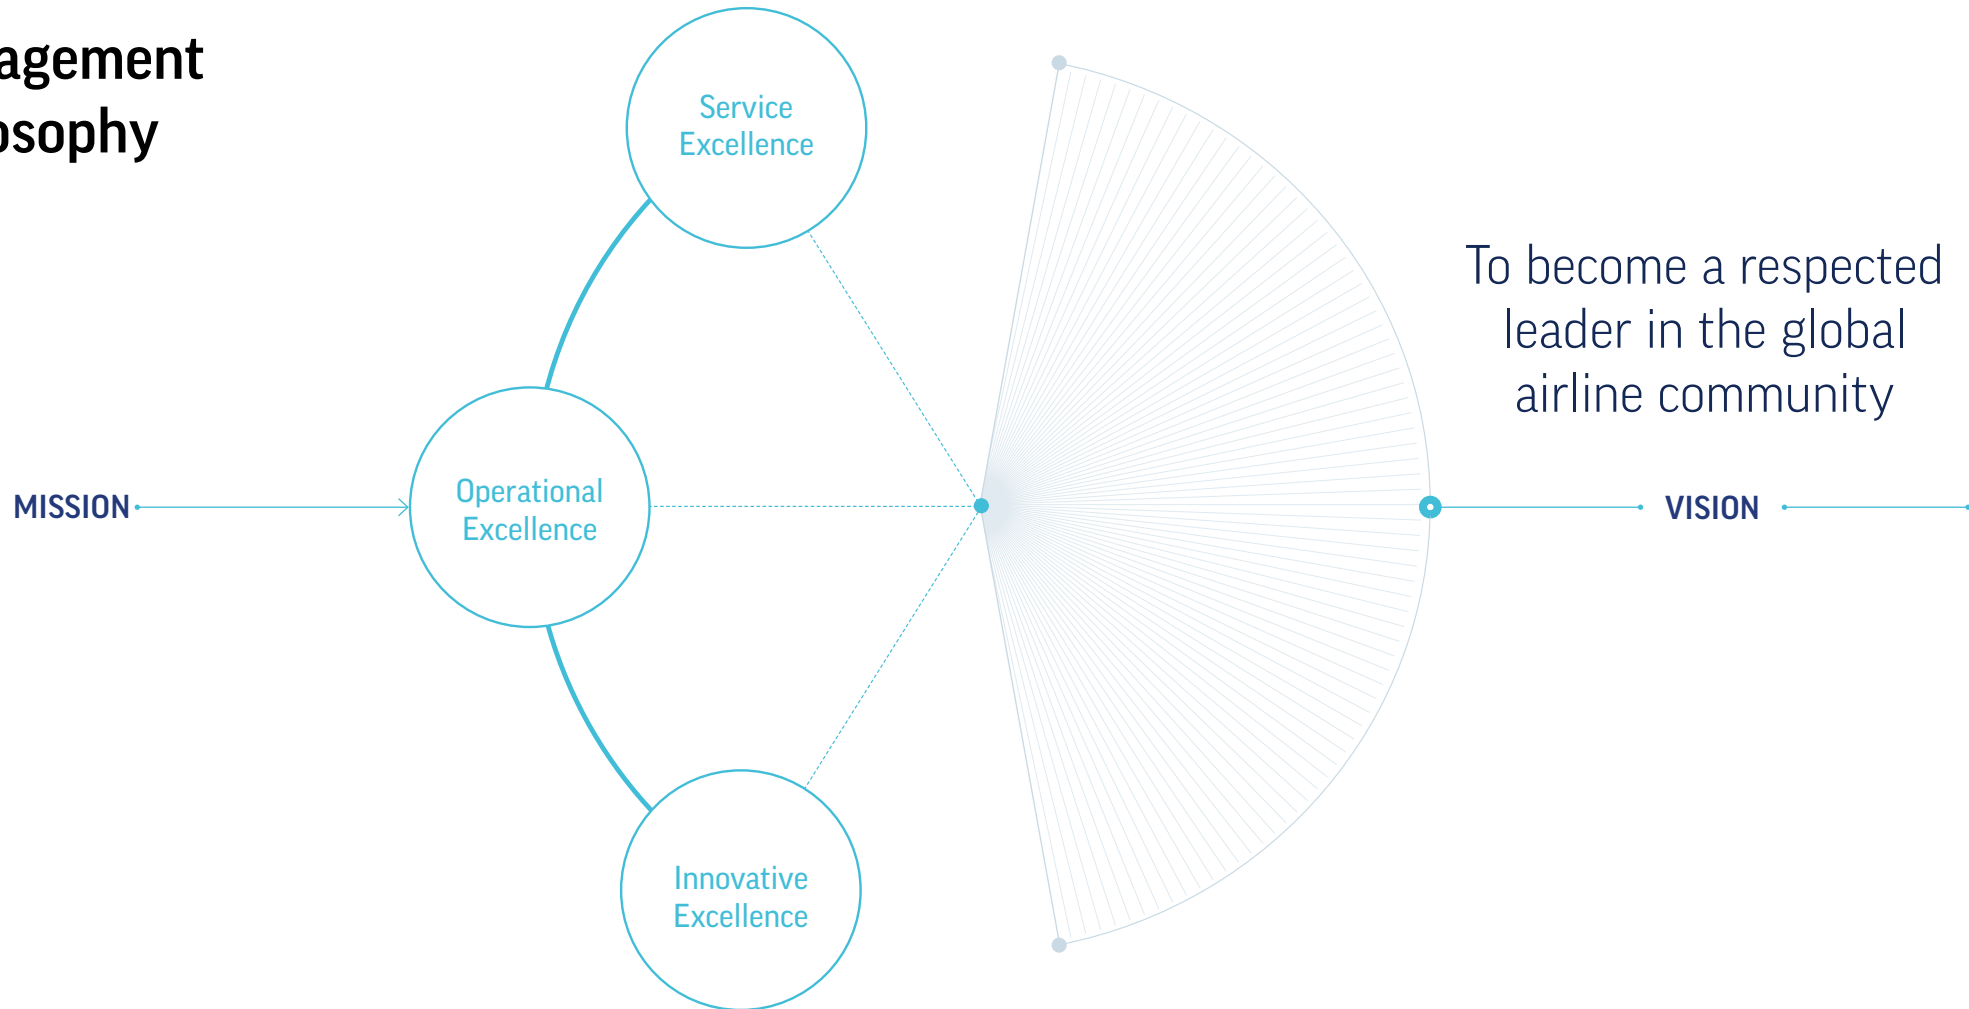 agement
osophy
Service
Excellence
To become a respected
leader in the global
airline community
MISSION
Operational
Excellence
VISION
Innovative
Excellence